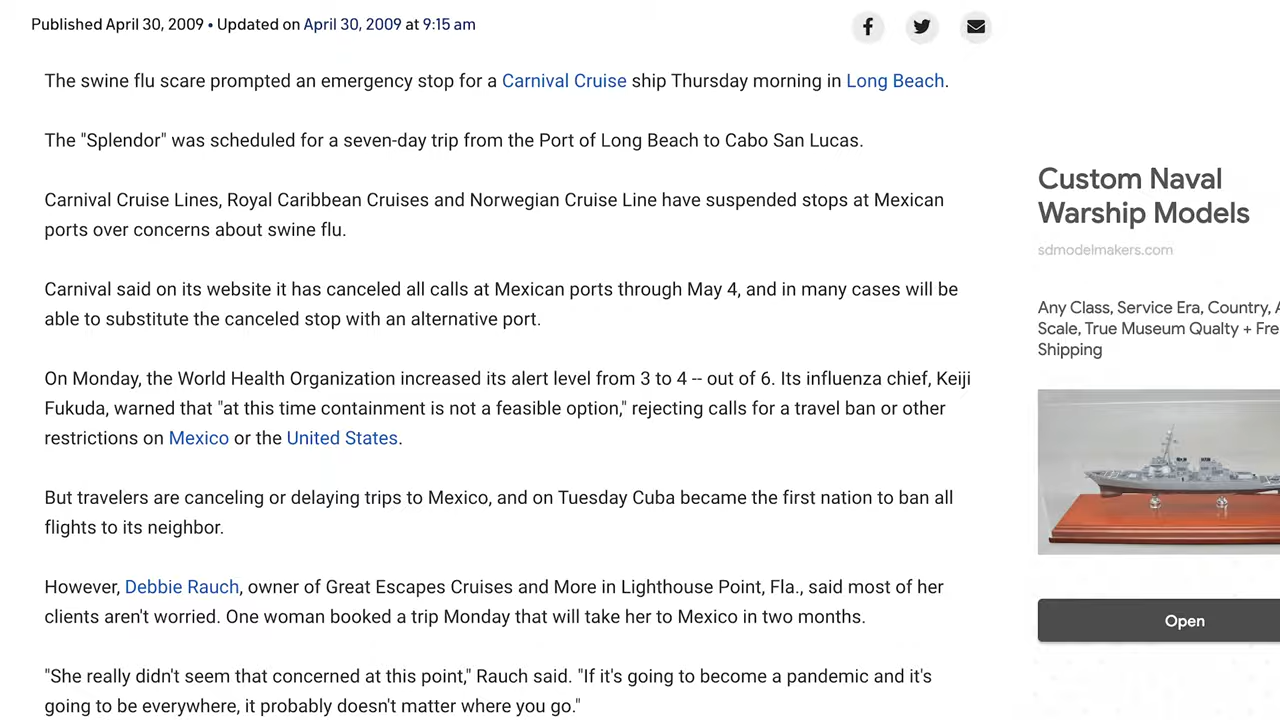 Published April 30, 2009 • Updated on April 30, 2009 at 9:15 am
The swine flu scare prompted an emergency stop for a Carnival Cruise ship Thursday morning in Long Beach.
The "Splendor" was scheduled for a seven-day trip from the Port of Long Beach to Cabo San Lucas.
Carnival Cruise Lines, Royal Caribbean Cruises and Norwegian Cruise Line have suspended stops at Mexican
ports over concerns about swine flu.
Carnival said on its website it has canceled all calls at Mexican ports through May 4, and in many cases will be
able to substitute the canceled stop with an alternative port.
On Monday, the World Health Organization increased its alert level from 3 to 4 -- out of 6. Its influenza chief, Keiji
Fukuda, warned that "at this time containment is not a feasible option," rejecting calls for a travel ban or other
restrictions on Mexico or the United States.
But travelers are canceling or delaying trips to Mexico, and on Tuesday Cuba became the first nation to ban all
flights to its neighbor.
However, Debbie Rauch, owner of Great Escapes Cruises and More in Lighthouse Point, Fla., said most of her
clients aren't worried. One woman booked a trip Monday that will take her to Mexico in two months.
"She really didn't seem that concerned at this point," Rauch said. "If it's going to become a pandemic and it's
going to be everywhere, it probably doesn't matter where you go."
Custom Naval
Warship Models
sdmodelmakers.com
Any Class, Service Era, Country,
Scale, True Museum Qualty + Fre
Shipping
Open